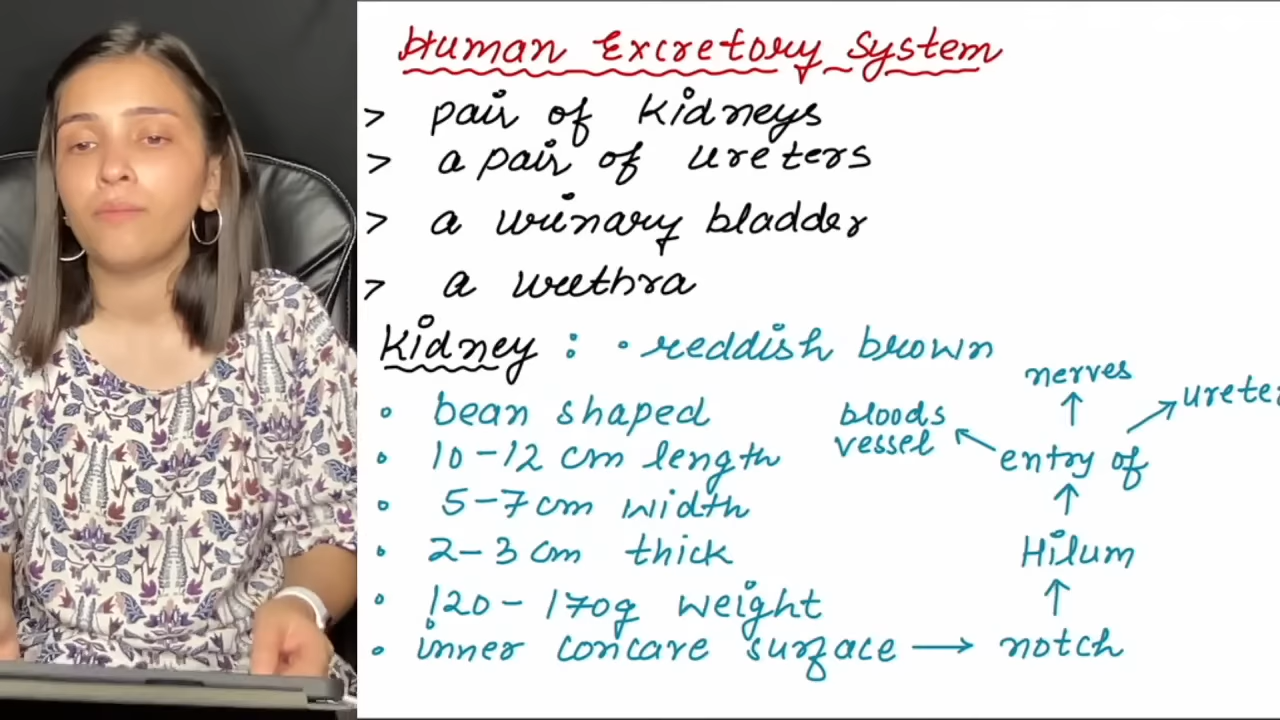 Human Excretory System
> pair of kidneys
> a pair of ureters
> a urinary bladder
> a urethra
Kidney : • reddish brown
• bean shaped
• 10-12 cm length
• 5-7cm width
• 2-3 cm thick
• 120-170g weight
• inner concave surface → notch
↑
Hilum
↑
entry of
bloods
vessel
nerves